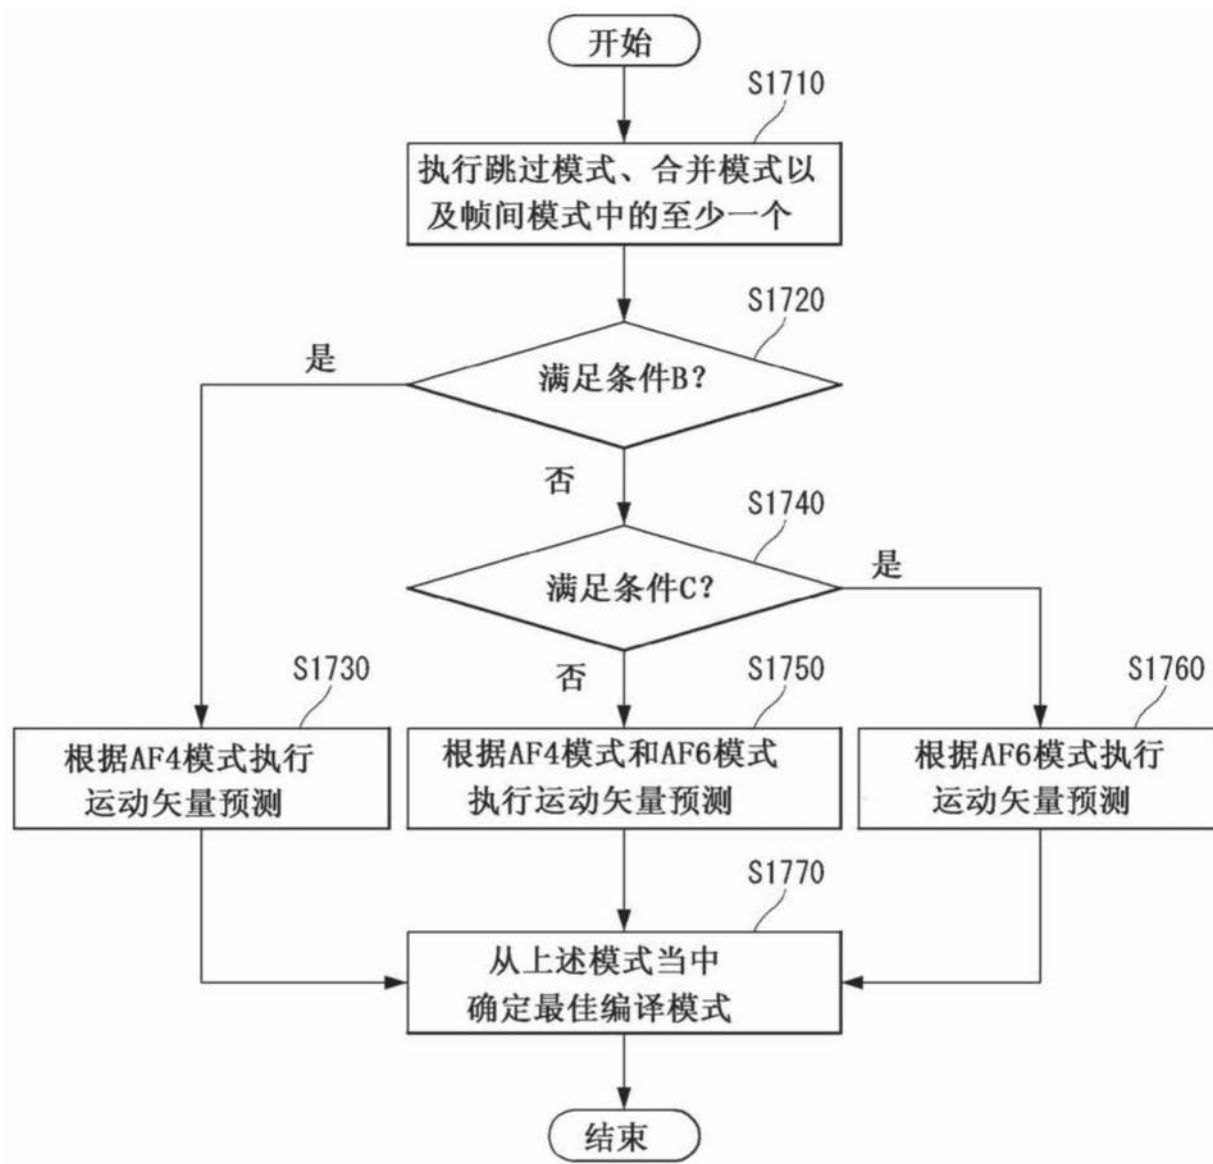 开始
S1710
执行跳过模式、合并模式以
及帧间模式中的至少一个
S1720
是
满足条件B?
否
S1740
是
满足条件C?
S1730
否
S1750
S1760
根据AF4模式执行
运动矢量预测
根据AF4模式和AF6模式
执行运动矢量预测
根据AF6模式执行
运动矢量预测
S1770
从上述模式当中
确定最佳编译模式
结束